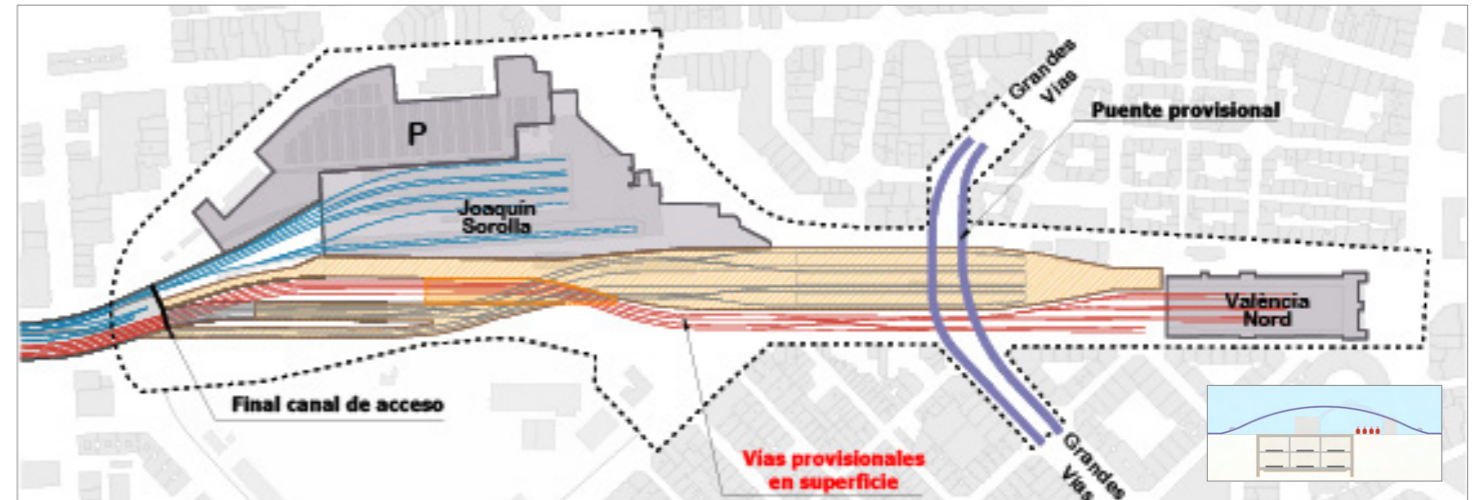 Grandes
Vías
Puente provisional
P
Joaquín
Sorolla
València
Nord
Final canal de acceso
Vías provisionales
en superficie
Grandes
Vías